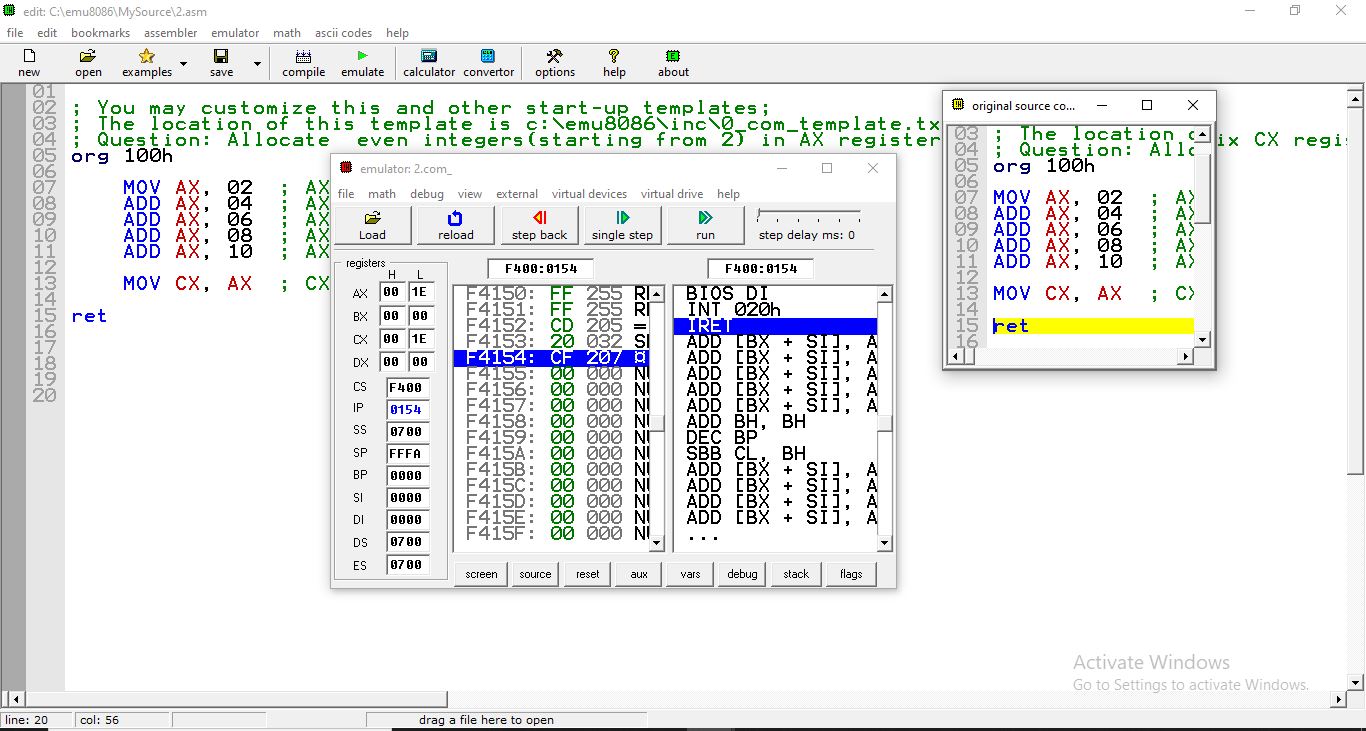 edit: C:\emu8086\MySource\2.asm
file edit bookmarks assembler emulator math ascii codes help
new open examples save compile emulate calculator convertor options help about
01
02 ; You may customize this and other start-up templates;
03 ; The location of this template is c:\emu8086\inc\0_com_template.tx
04 ; Question: Allocate even integers(starting from 2) in AX register
05 org 100h
06
07 MOV AX, 02 ; AX
08 ADD AX, 04 ; AX
09 ADD AX, 06 ; AX
10 ADD AX, 08 ; AX
11 ADD AX, 10 ; AX
12
13 MOV CX, AX ; CX
14
15 ret
16
17
18
19
20
emulator: 2.com_
file math debug view external virtual devices virtual drive help
Load reload step back single step run step delay ms: 0
registers
H L
AX 00 1E
BX 00 00
CX 00 1E
DX 00 00
CS F400
IP 0154
SS 0700
SP FFFA
BP 0000
SI 0000
DI 0000
DS 0700
ES 0700
F400:0154
F4150: FF 255
F4151: FF 255
F4152: CD 205 =
F4153: 20 032
F4154: CF 207 ¤
F4155: 00 000
F4156: 00 000
F4157: 00 000
F4158: 00 000
F4159: 00 000
F415A: 00 000
F415B: 00 000
F415C: 00 000
F415D: 00 000
F415E: 00 000
F415F: 00 000
F400:0154
BIOS DI
INT 020h
IRET
ADD [BX + SI], A
ADD [BX + SI], A
ADD [BX + SI], A
ADD [BX + SI], A
ADD [BX + SI], A
ADD BH, BH
DEC BP
SBB CL, BH
ADD [BX + SI], A
ADD [BX + SI], A
ADD [BX + SI], A
ADD [BX + SI], A
...
screen source reset aux vars debug stack flags
original source co...
03 ; The location
04 ; Question: All
05 org 100h
06
07 MOV AX, 02 ; AX
08 ADD AX, 04 ; AX
09 ADD AX, 06 ; AX
10 ADD AX, 08 ; AX
11 ADD AX, 10 ; AX
12
13 MOV CX, AX ; CX
14
15 ret
16
ix CX regi
Activate Windows
Go to Settings to activate Windows.
line: 20 col: 56 drag a file here to open